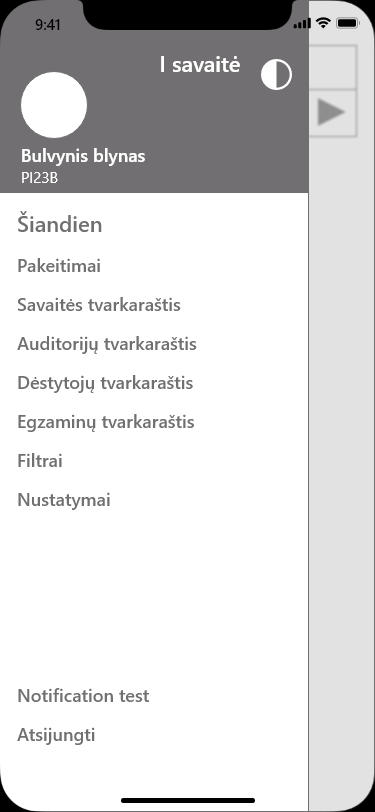 9:41
I savaitė
Bulvynis blynas
PI23B
Šiandien
Pakeitimai
Savaitės tvarkaraštis
Auditorijų tvarkaraštis
Dėstytojų tvarkaraštis
Egzaminų tvarkaraštis
Filtrai
Nustatymai
Notification test
Atsijungti